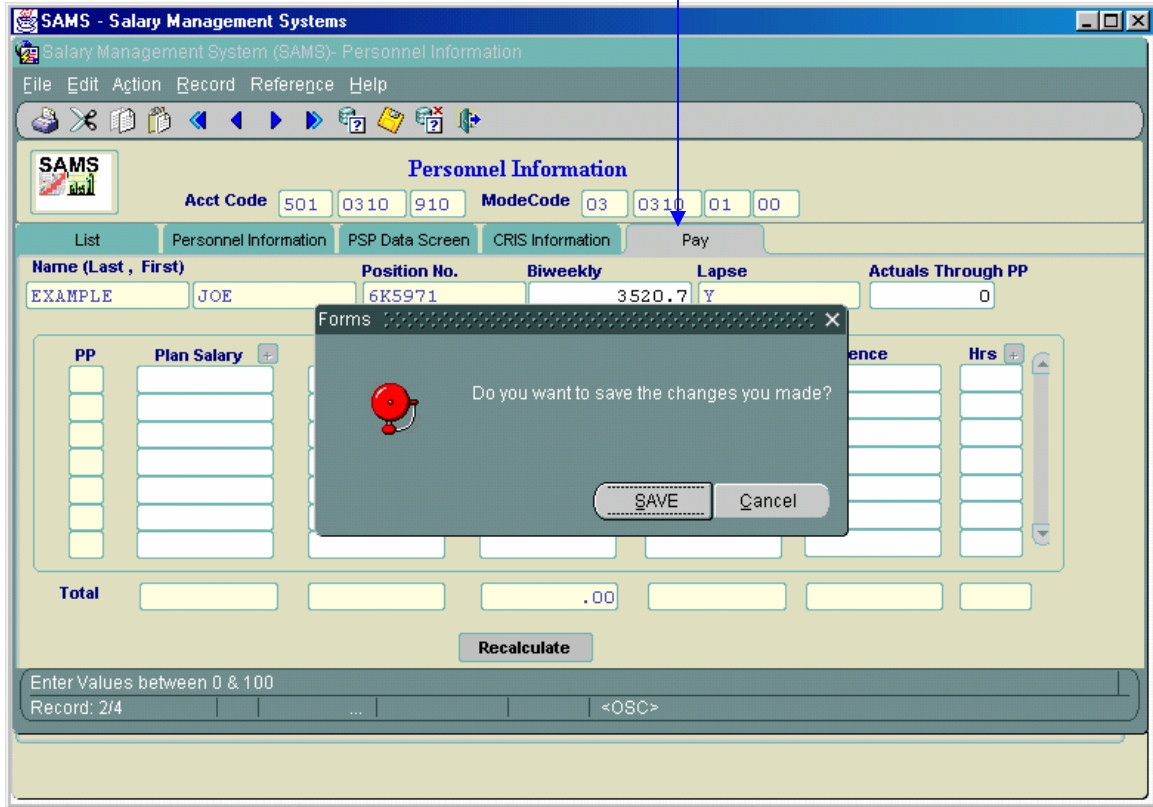 SAMS - Salary Management Systems
Salary Management System (SAMS)- Personnel Information
File Edit Action Record Reference Help
SAMS
Personnel Information
Acct Code 501 0310 910 ModeCode 03 0310 01 00
List Personnel Information PSP Data Screen CRIS Information Pay
Name (Last , First) Position No. Biweekly Lapse Actuals Through PP
EXAMPLE JOE 6K5971 3520.7 Y 0
Forms
PP Plan Salary + ence Hrs +
Do you want to save the changes you made?
SAVE Cancel
Total .00
Recalculate
Enter Values between 0 & 100
Record: 2/4 ... <OSC>